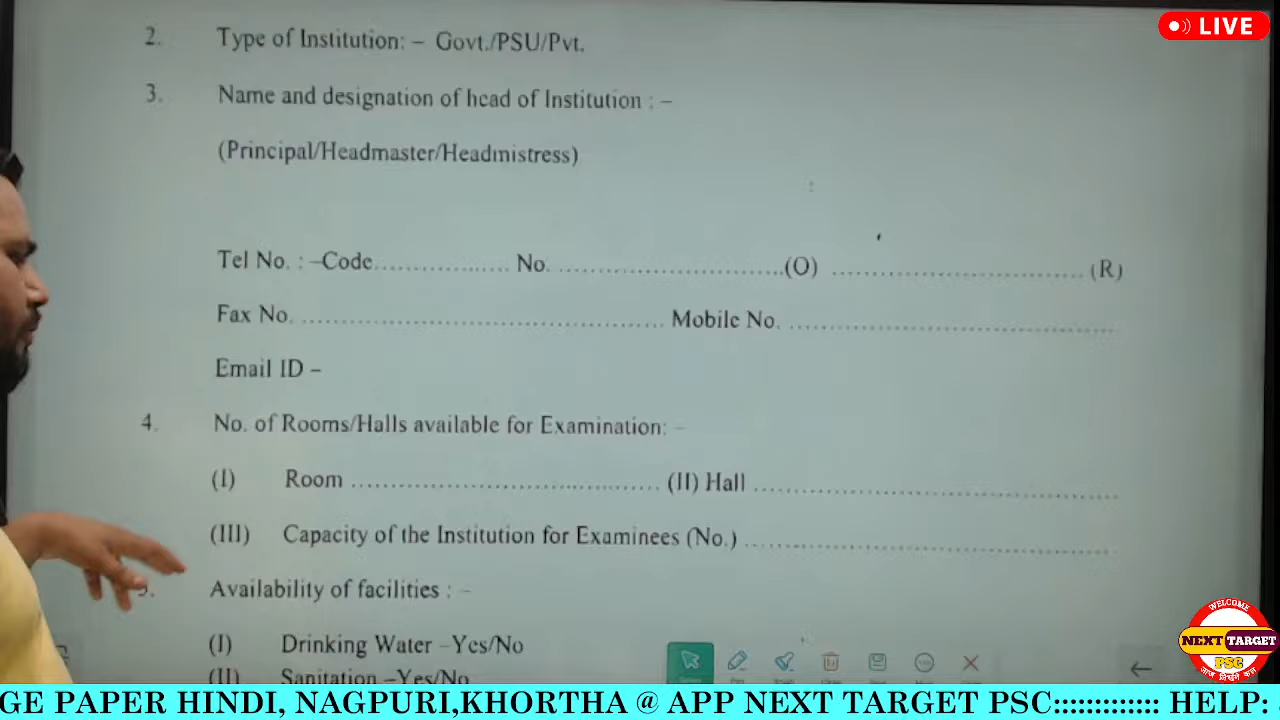 LIVE
2. Type of Institution: – Govt./PSU/Pvt.
3. Name and designation of head of Institution : –
(Principal/Headmaster/Headmistress)
Tel No. : –Code.................. No. ..............................(O) ................................ (R)
Fax No. .............................................. Mobile No. .........................................
Email ID –
4. No. of Rooms/Halls available for Examination: –
(I) Room ....................................... (II) Hall ..............................................
(III) Capacity of the Institution for Examinees (No.) ...............................................
5. Availability of facilities : –
(I) Drinking Water –Yes/No
(II) Sanitation –Yes/No
WELCOME
NEXT TARGET
PSC
GE PAPER HINDI, NAGPURI,KHORTHA @ APP NEXT TARGET PSC::::::::::::: HELP: